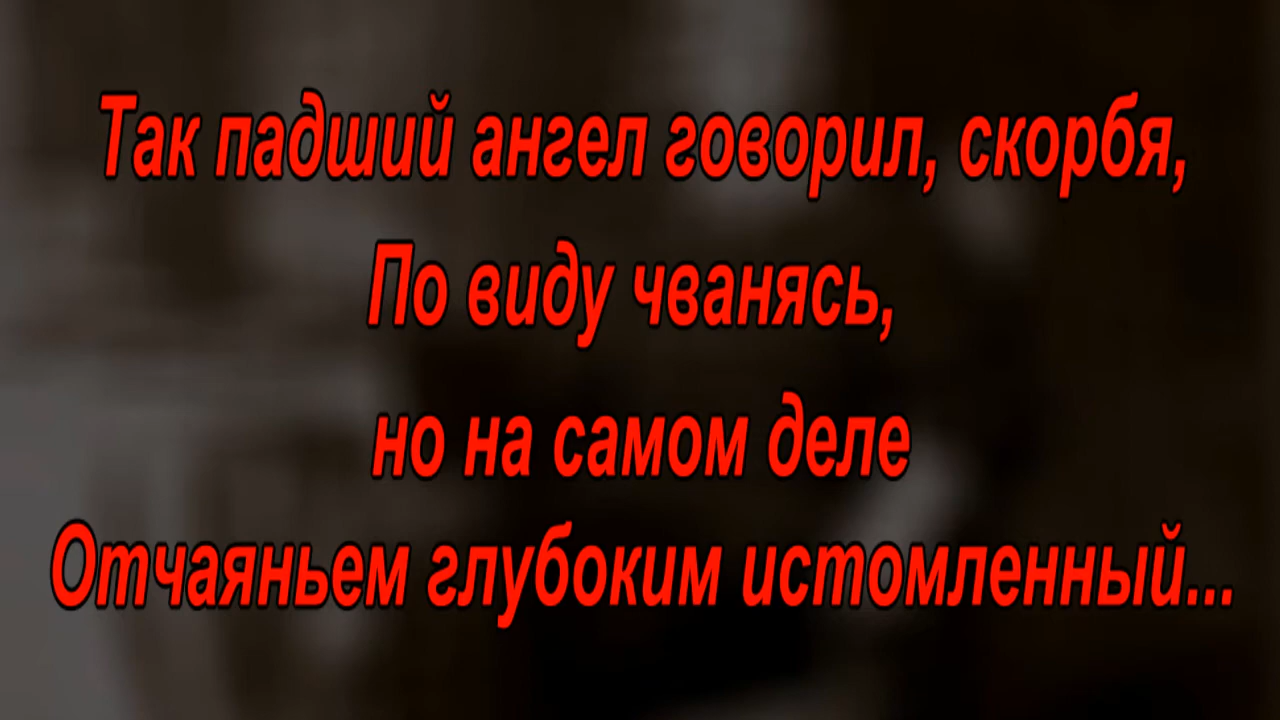 Так падший ангел говорил, скорбя,
По виду чванясь,
но на самом деле
Отчаяньем глубоким истомленный...